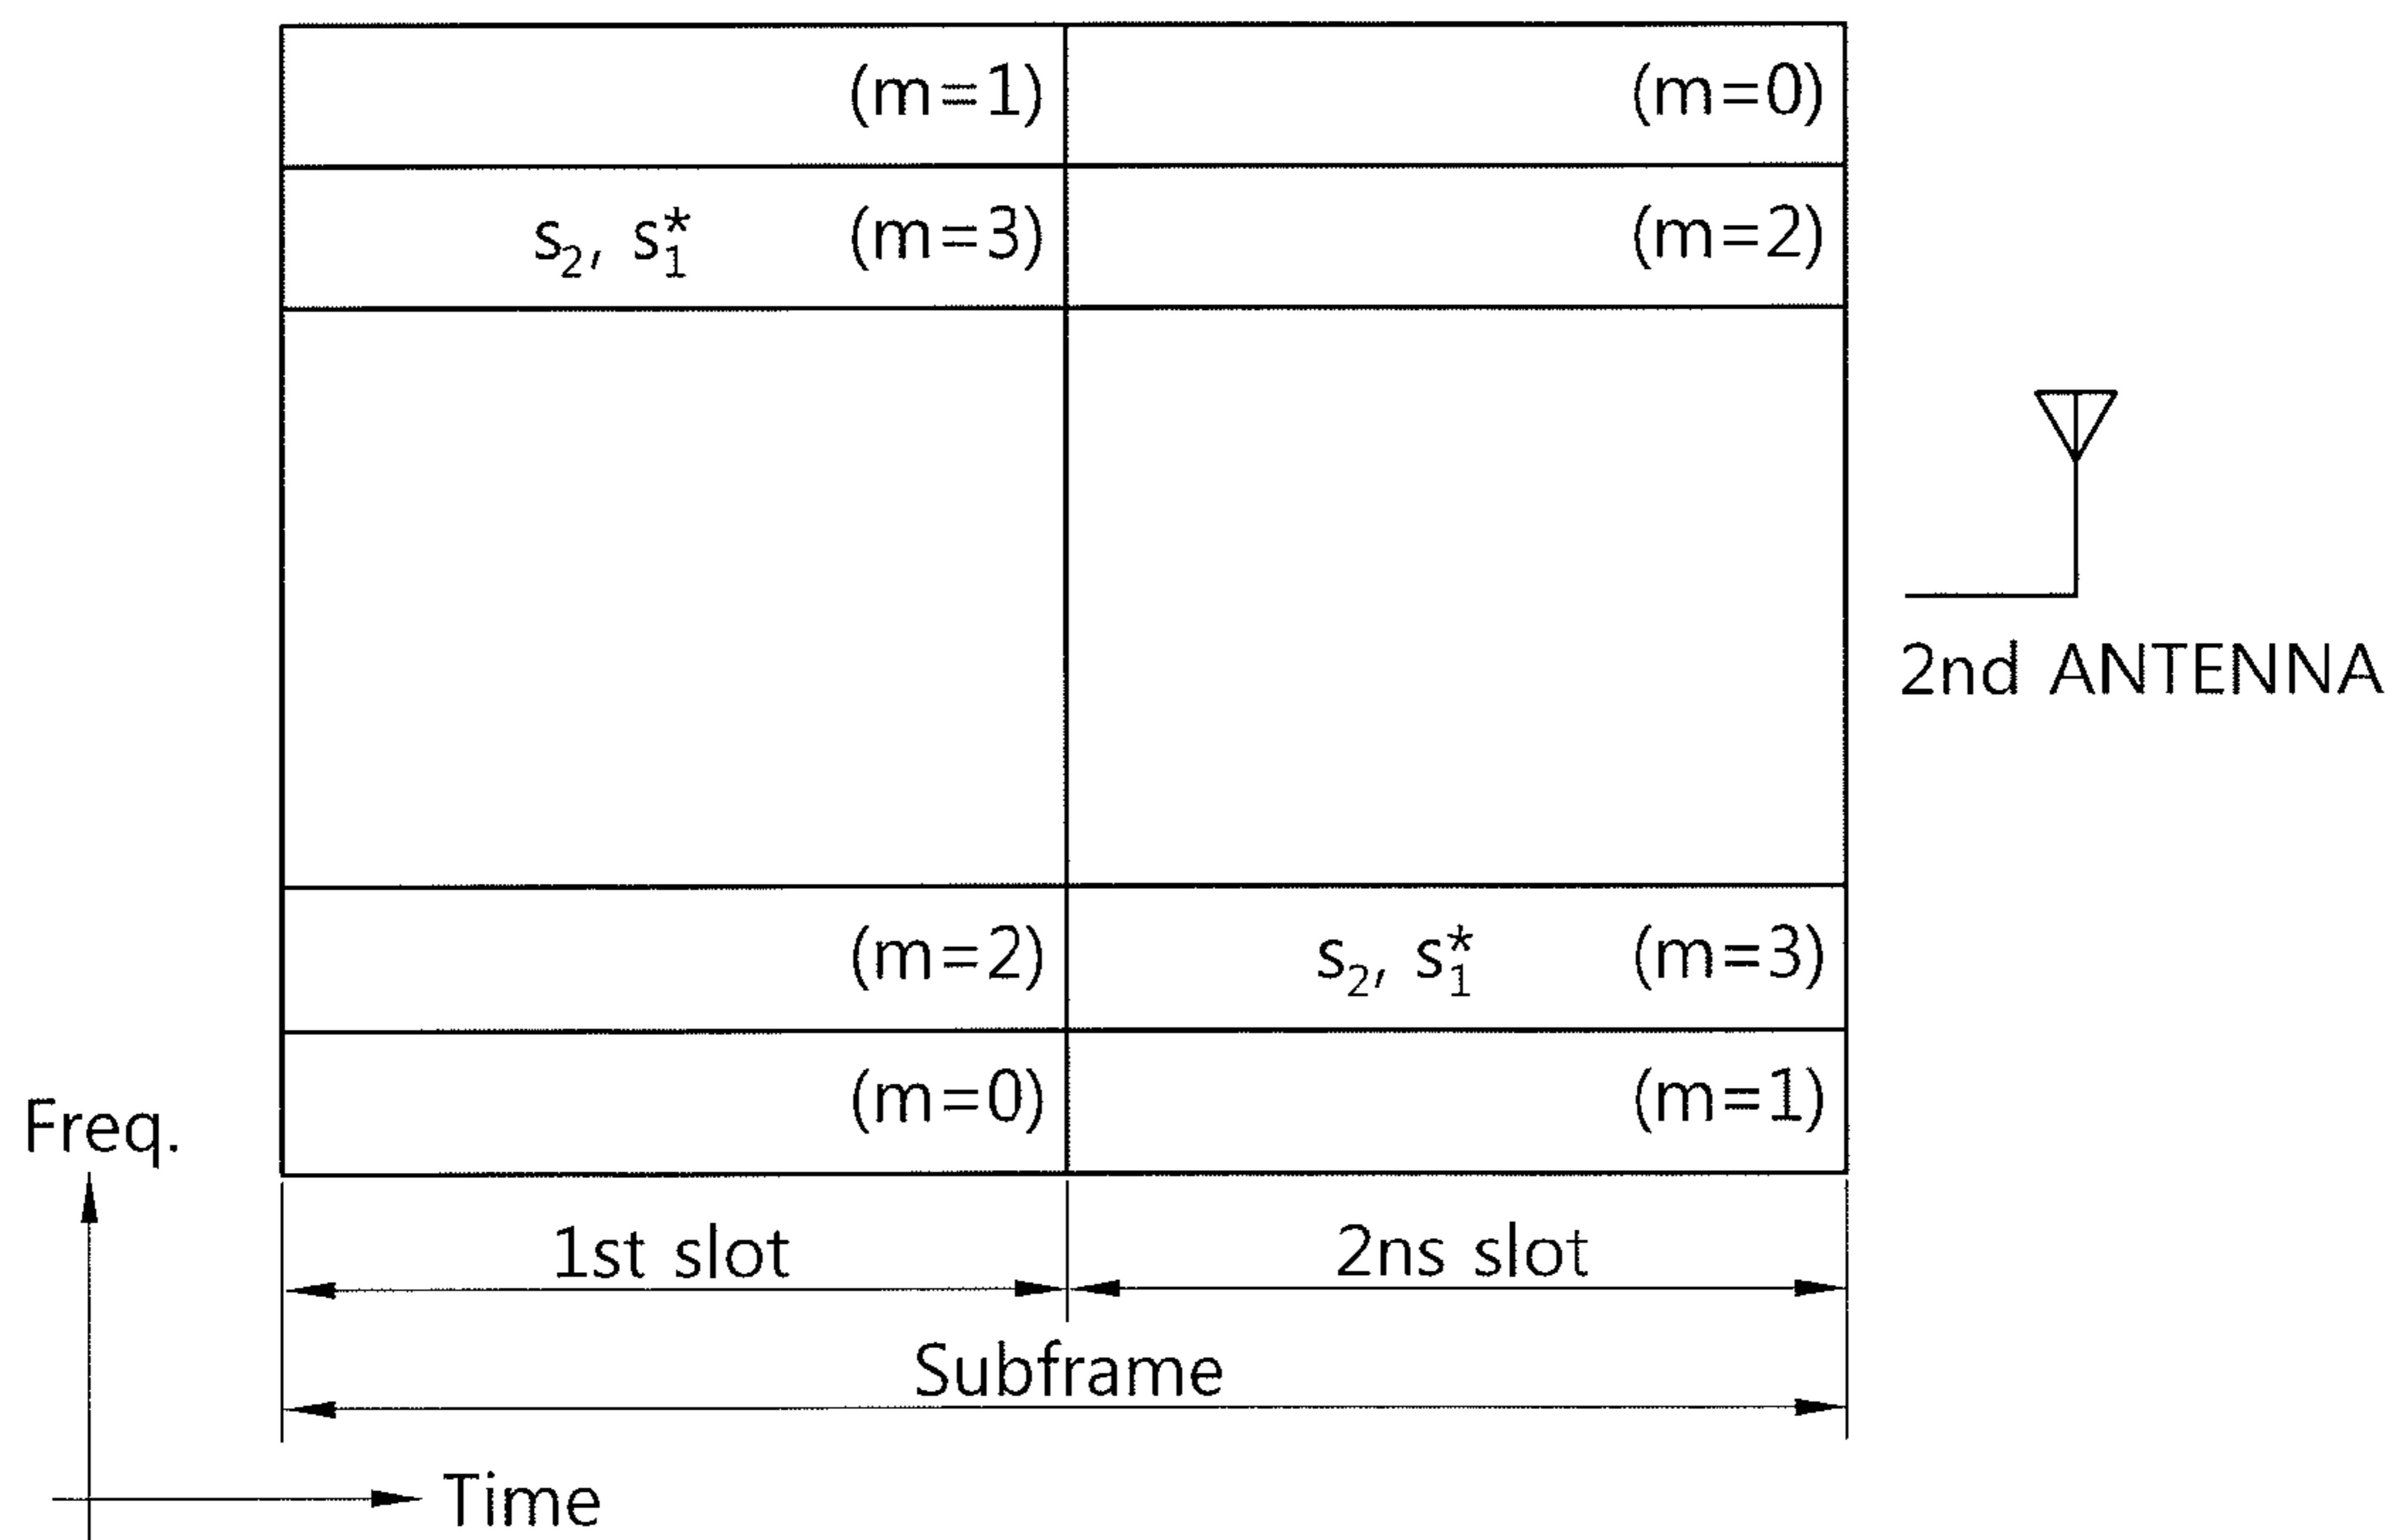 (m=1) (m=0)
s₂, s₁* (m=3) (m=2)
2nd ANTENNA
(m=2) s₂, s₁* (m=3)
(m=0) (m=1)
Freq.
1st slot 2ns slot
Subframe
Time